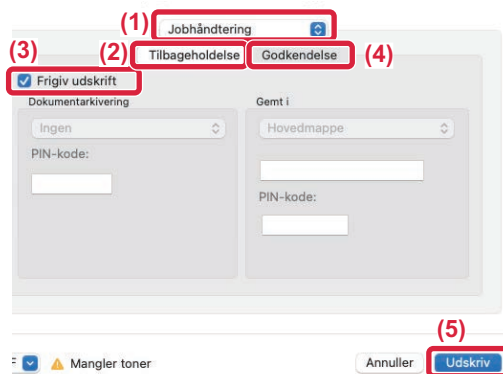 (1)
Jobhåndtering
(2) Tilbageholdelse Godkendelse (4)
(3)
Frigiv udskrift
Dokumentarkivering Gemt i
Ingen Hovedmappe
PIN-kode:
PIN-kode:
(5)
F Mangler toner Annuller Udskriv